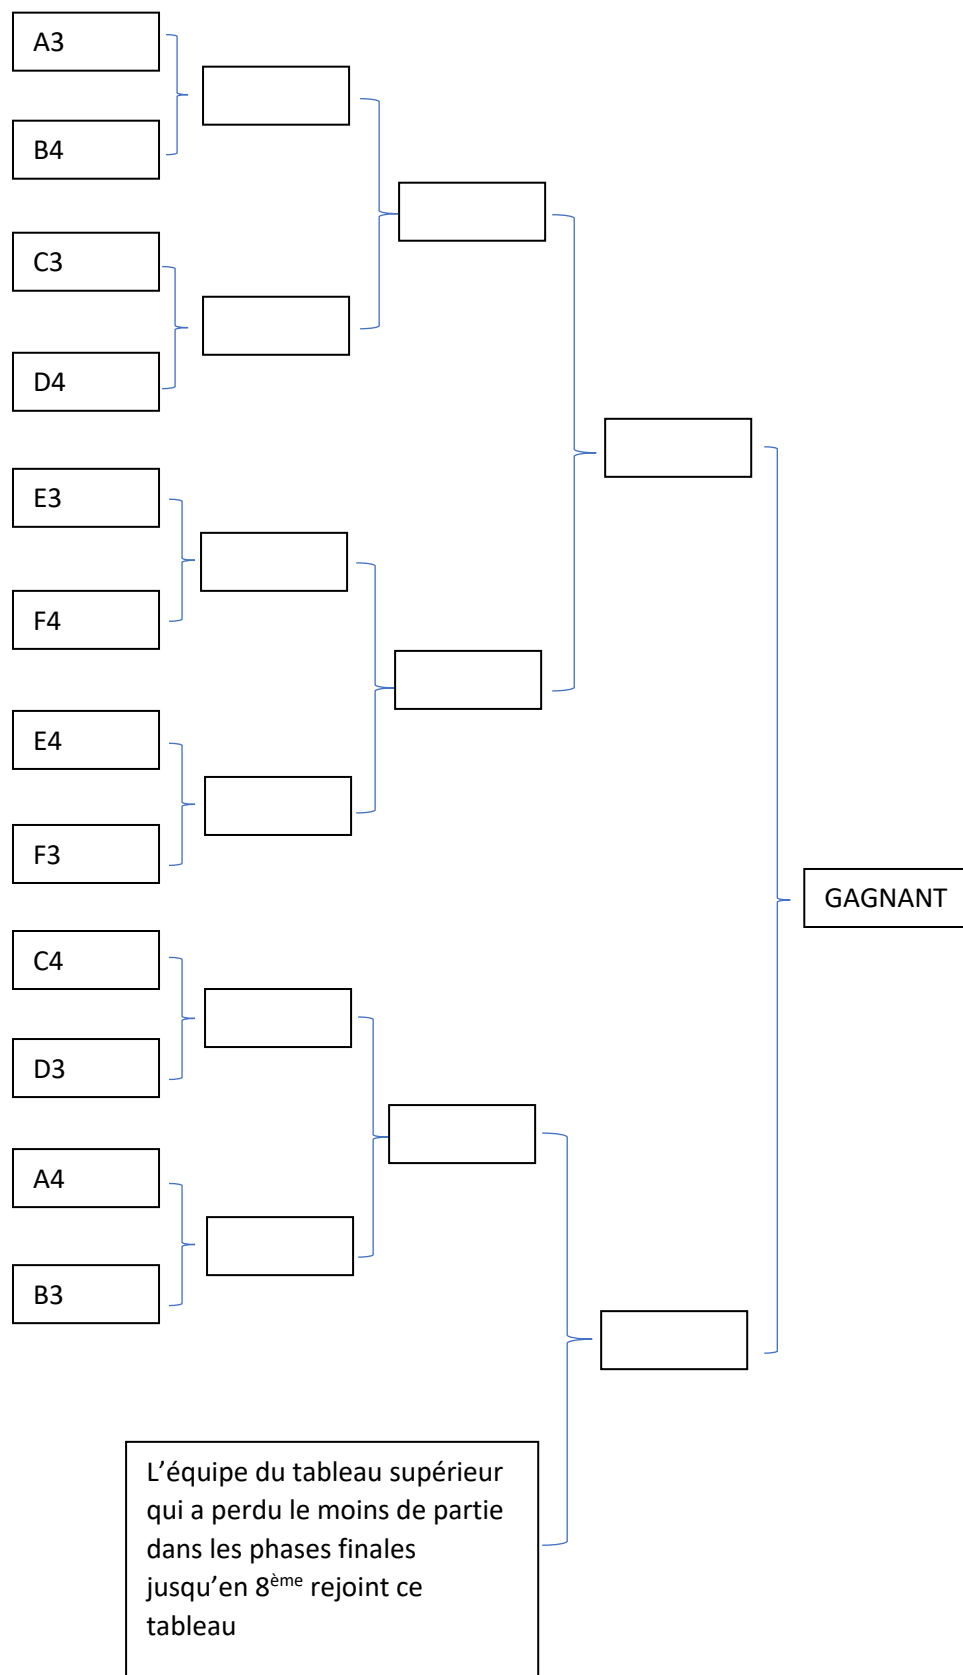 A3
B4
C3
D4
E3
F4
E4
F3
GAGNANT
C4
D3
A4
B3
L’équipe du tableau supérieur
qui a perdu le moins de partie
dans les phases finales
jusqu’en 8ème rejoint ce
tableau